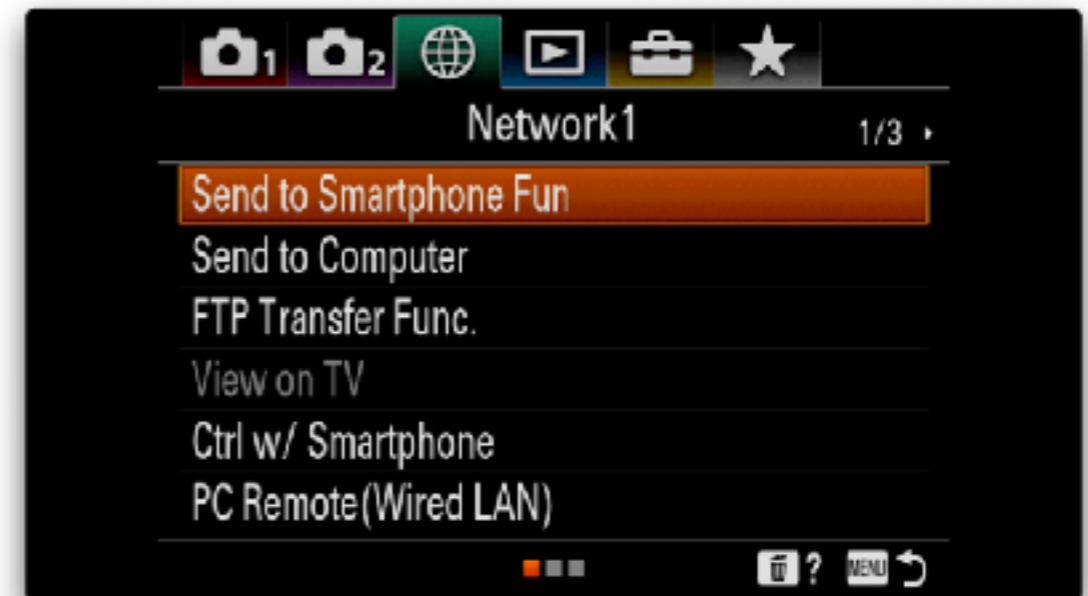 1 2
Network1 1/3
Send to Smartphone Fun
Send to Computer
FTP Transfer Func.
View on TV
Ctrl w/ Smartphone
PC Remote(Wired LAN)
? MENU